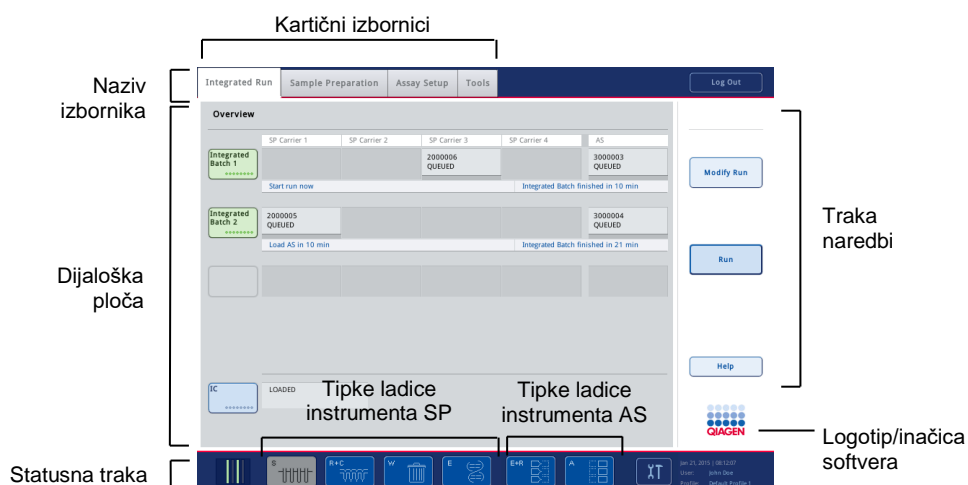 Kartični izbornici
Naziv
izbornika
Integrated Run
Sample Preparation
Assay Setup
Tools
Log Out
Overview
SP Carrier 1
SP Carrier 2
SP Carrier 3
SP Carrier 4
AS
Integrated
Batch 1
2000006
QUEUED
3000003
QUEUED
Start run now
Integrated Batch finished in 10 min
Modify Run
Integrated
Batch 2
2000005
QUEUED
3000004
QUEUED
Load AS in 10 min
Integrated Batch finished in 21 min
Run
Traka
naredbi
Dijaloška
ploča
Help
IC
LOADED
Tipke ladice
instrumenta SP
Tipke ladice
instrumenta AS
QIAGEN
Logotip/inačica
softvera
Statusna traka
S
R+C
W
E
E+R
A
Jan 21, 2015 | 08:12:07
User: John Doe
Profile: Default Profile 1